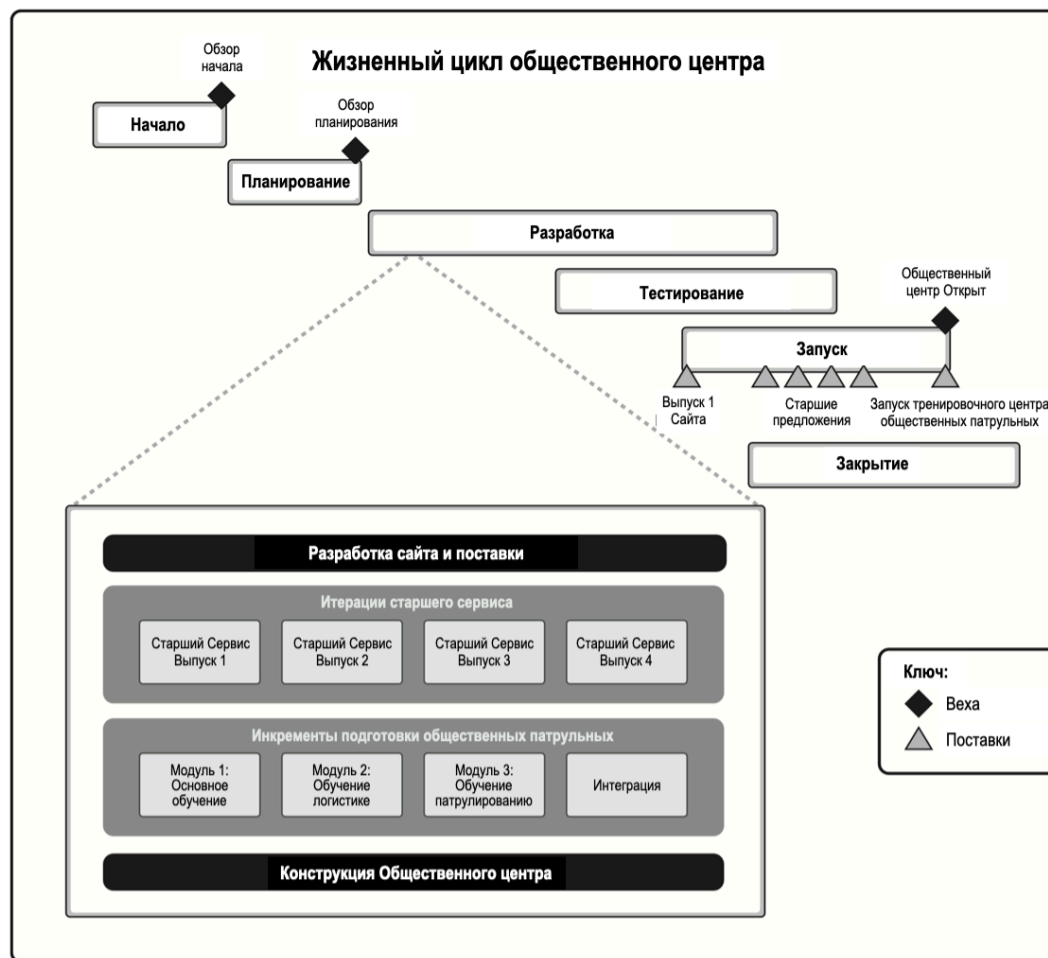 Обзор
начала
Жизненный цикл общественного центра
Начало
Обзор
планирования
Планирование
Разработка
Тестирование
Общественный
центр Открыт
Запуск
Выпуск 1
Сайта
Старшие
предложения
Запуск тренировочного центра
общественных патрульных
Закрытие
Разработка сайта и поставки
Итерации старшего сервиса
Старший Сервис
Выпуск 1
Старший Сервис
Выпуск 2
Старший Сервис
Выпуск 3
Старший Сервис
Выпуск 4
Инкременты подготовки общественных патрульных
Модуль 1:
Основное
обучение
Модуль 2:
Обучение
логистике
Модуль 3:
Обучение
патрулированию
Интеграция
Конструкция Общественного центра
Ключ:
Веха
Поставки